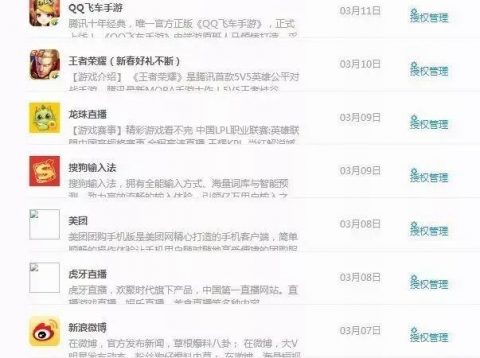 QQ飞车手游
03月11日
授权管理
腾讯十年经典，唯一官方正版《QQ飞车手游》，正式
王者荣耀（新春好礼不断）
03月10日
授权管理
【游戏介绍】《王者荣耀》是腾讯首款5V5英雄公平对
龙珠直播
03月09日
授权管理
【游戏赛事】精彩游戏看不完 中国LPL职业联赛;英雄联
搜狗输入法
03月09日
授权管理
搜狗输入法，拥有全能输入方式、海量词库与智能预
美团
03月08日
授权管理
美团团购手机版是美团网精心打造的手机客户端，简单
虎牙直播
03月08日
授权管理
虎牙直播，欢聚时代旗下产品，中国第一直播网站。直
新浪微博
03月07日
授权管理
在微博，官方发布新闻，草根爆料八卦； 在微博，大V